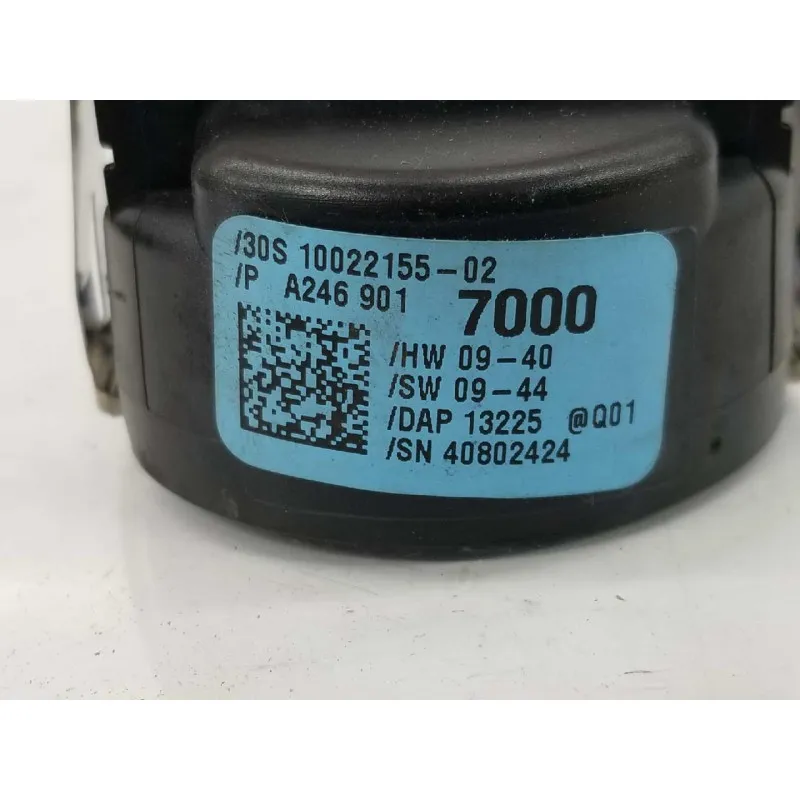 /30S 10022155-02
/P A246 901 7000
/HW 09-40
/SW 09-44
/DAP 13225 @Q01
/SN 40802424